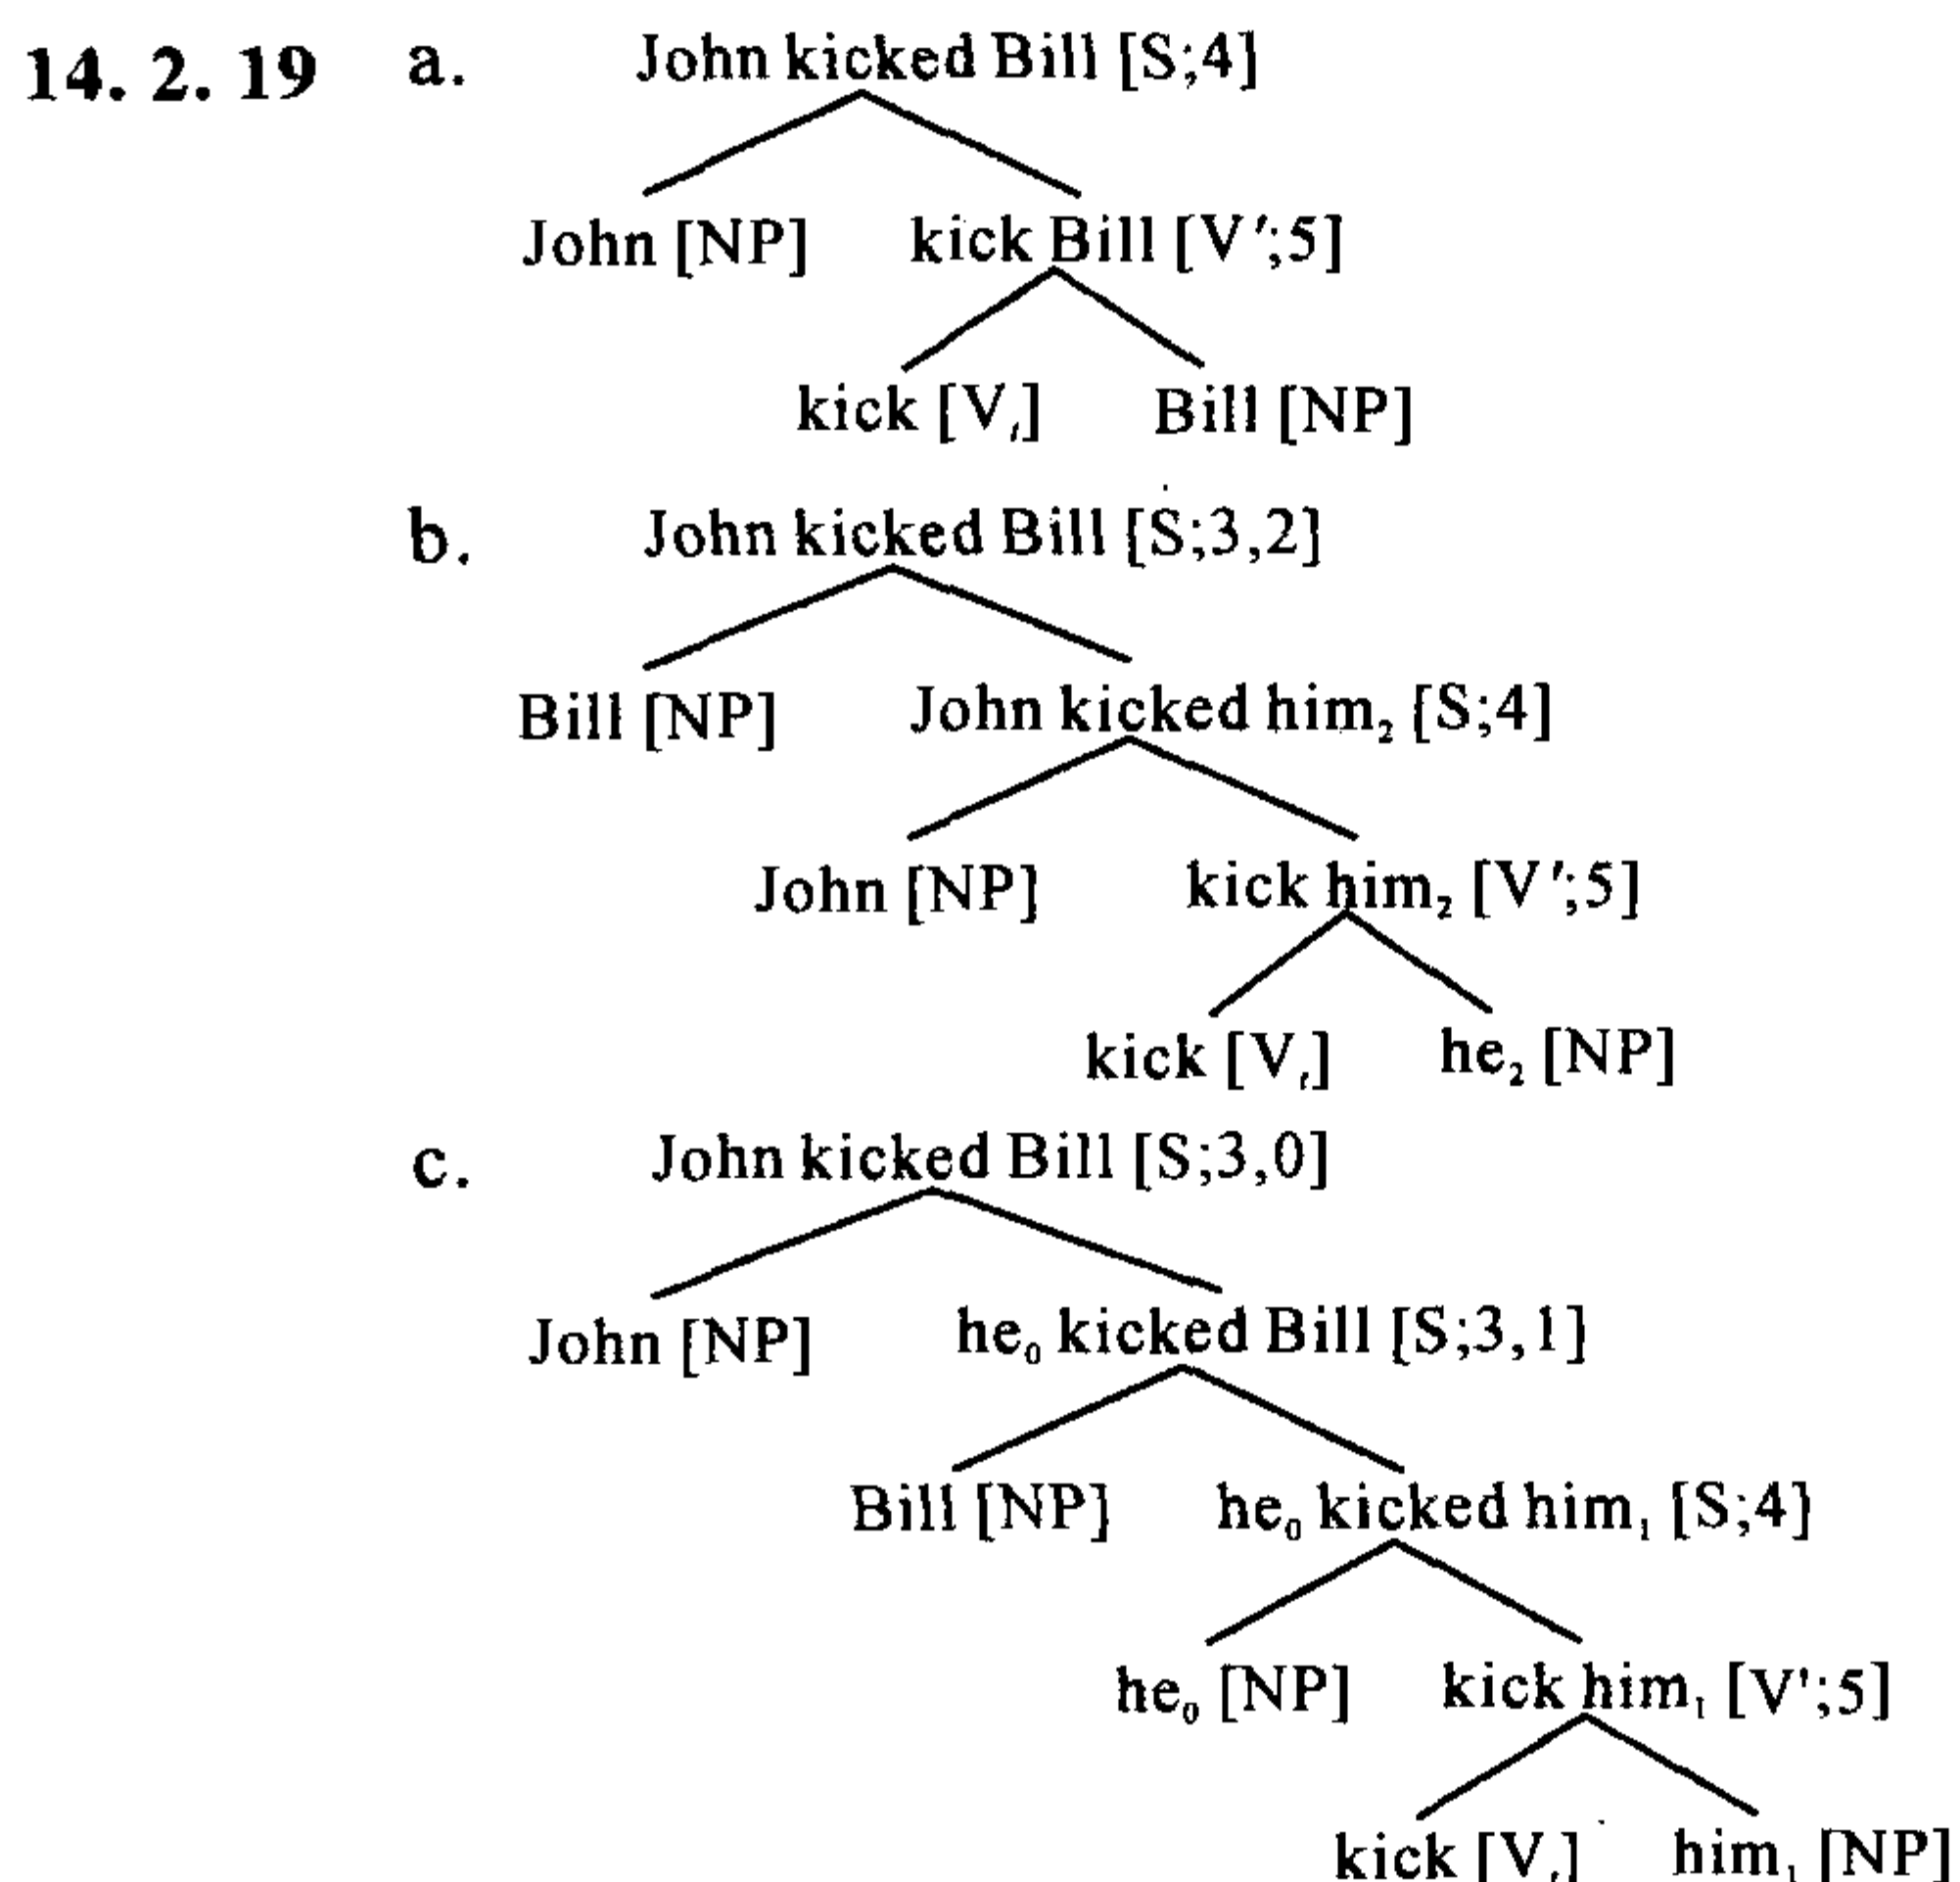 14. 2. 19 a. John kicked Bill [S;4]
John [NP] kick Bill [V′;5]
kick [Vₜ] Bill [NP]
b. John kicked Bill [S;3,2]
Bill [NP] John kicked him₂ [S;4]
John [NP] kick him₂ [V′;5]
kick [Vₜ] he₂ [NP]
c. John kicked Bill [S;3,0]
John [NP] he₀ kicked Bill [S;3,1]
Bill [NP] he₀ kicked him₁ [S;4]
he₀ [NP] kick him₁ [V';5]
kick [Vₜ] him₁ [NP]